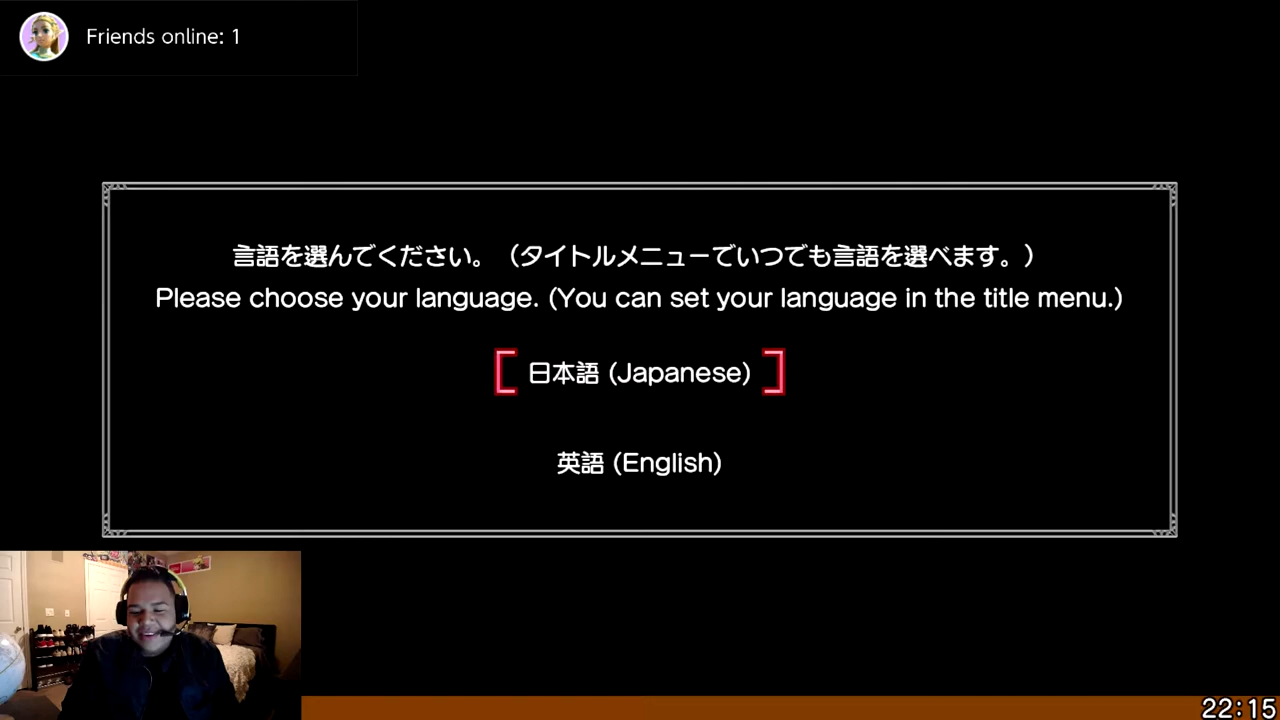 Friends online: 1
言語を選んでください。（タイトルメニューでいつでも言語を選べます。）
Please choose your language. (You can set your language in the title menu.)
日本語 (Japanese)
英語 (English)
22:15